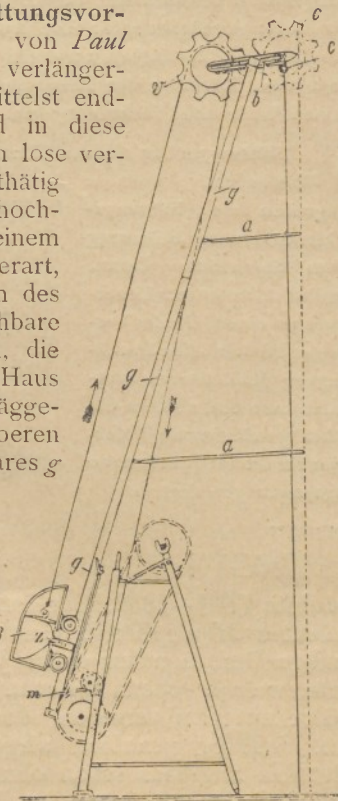 ttungsvor-
von Paul
verlänger-
ittelst end-
d in diese
n lose ver-
thätig
hoch-
einem
erart,
n des
hbare
, die
Haus
ägge-
beren
ares g
c
c
v
b
g
a
g
a
g
z
m